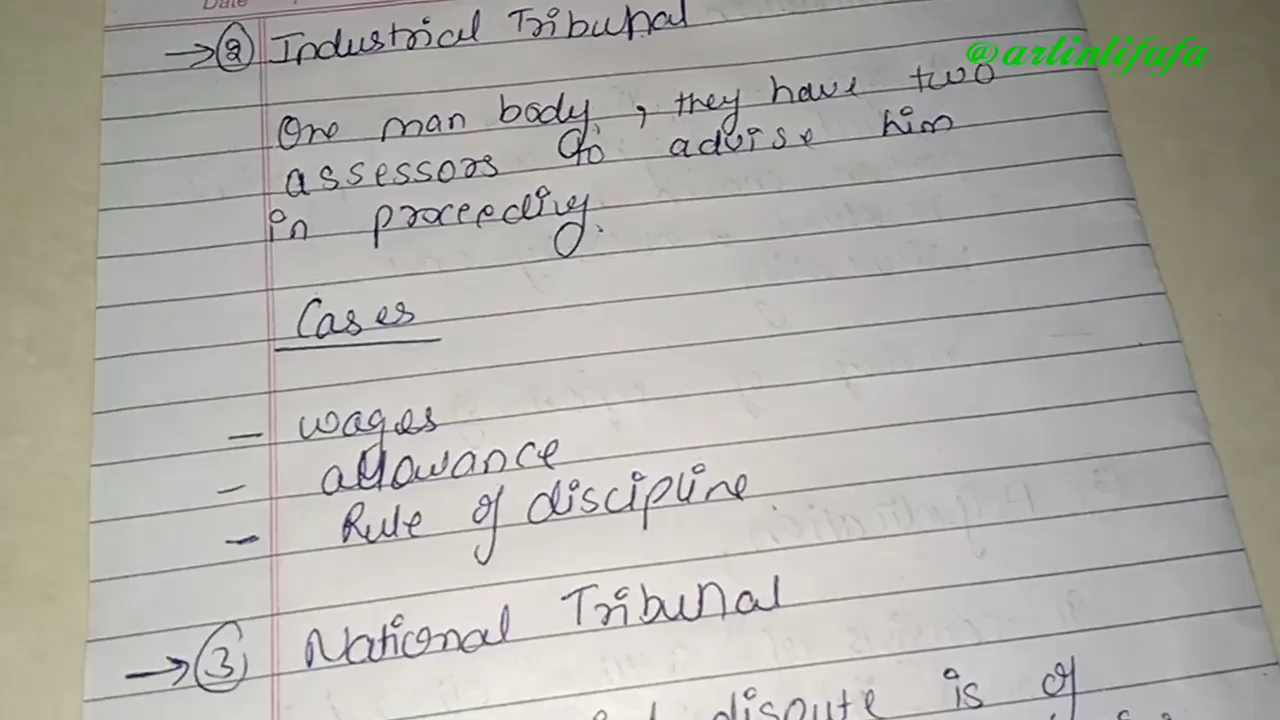 Date
→② Industrial Tribunal
@artinlifafa
One man body, they have two
assessors to advise him
in proceeding.
Cases
- wages
- allowance
- Rule of discipline
→③ National Tribunal
dispute is of